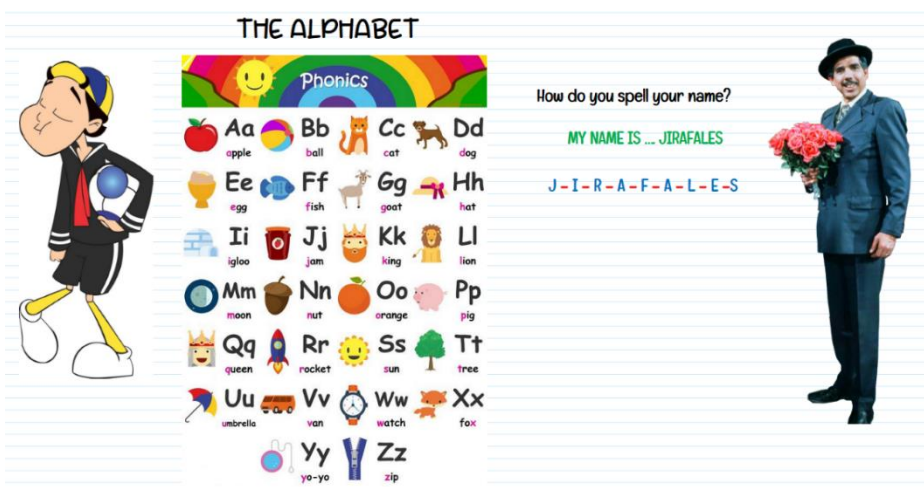 THE ALPHABET
Phonics
Aa Bb Cc Dd
apple ball cat dog
Ee Ff Gg Hh
egg fish goat hat
Ii Jj Kk Ll
igloo jam king lion
Mm Nn Oo Pp
moon nut orange pig
Qq Rr Ss Tt
queen rocket sun tree
Uu Vv Ww Xx
umbrella van watch fox
Yy Zz
yo-yo zip
How do you spell your name?
MY NAME IS .... JIRAFALES
J-I-R-A-F-A-L-E-S